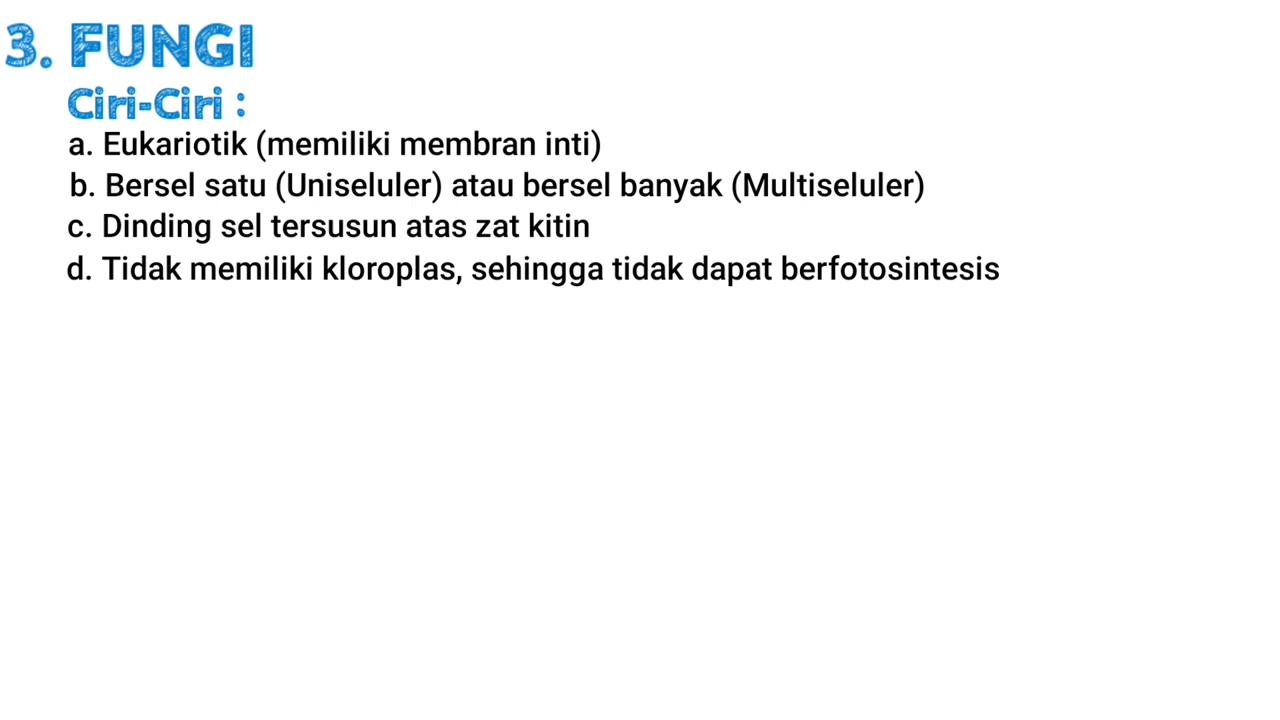 3. FUNGI
Ciri-Ciri :
a. Eukariotik (memiliki membran inti)
b. Bersel satu (Uniseluler) atau bersel banyak (Multiseluler)
c. Dinding sel tersusun atas zat kitin
d. Tidak memiliki kloroplas, sehingga tidak dapat berfotosintesis